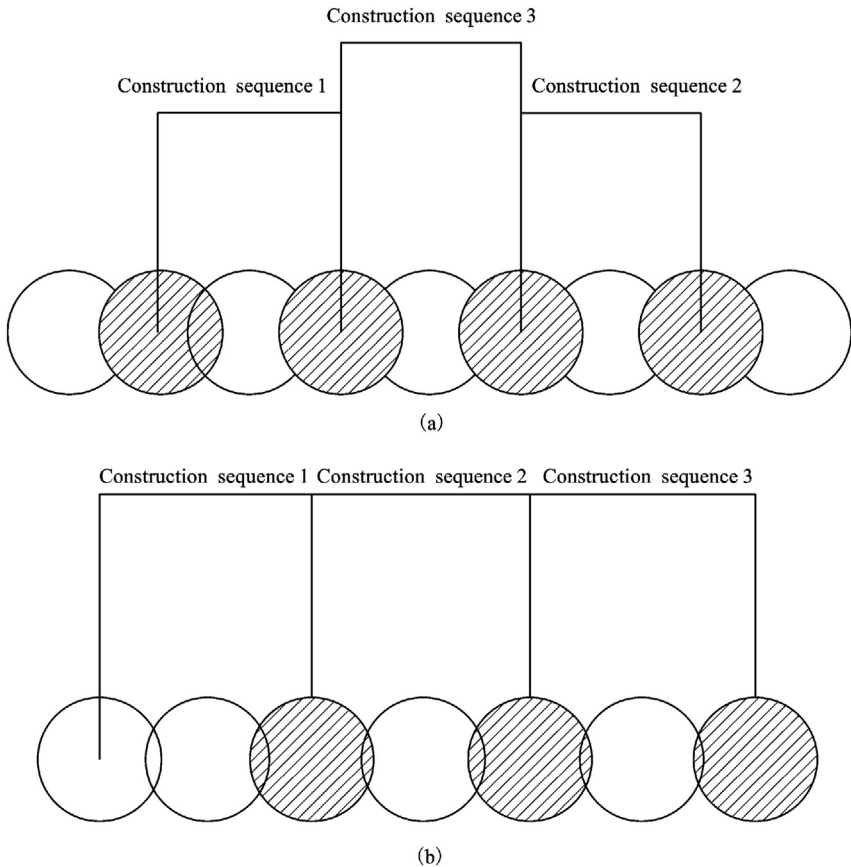 Construction sequence 3
Construction sequence 1
Construction sequence 2
(a)
Construction sequence 1
Construction sequence 2
Construction sequence 3
(b)